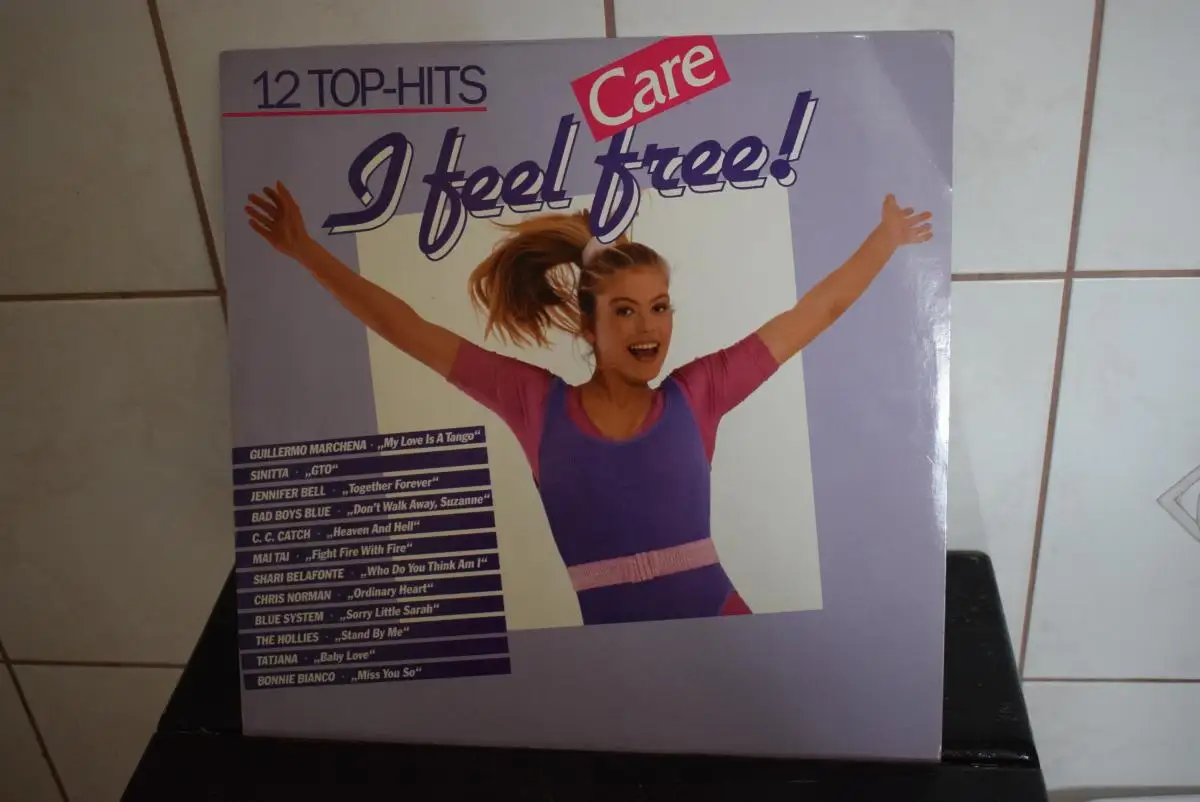 12 TOP-HITS
Care
I feel free!
GUILLERMO MARCHENA · „My Love Is A Tango“
SINITTA · „GTO“
JENNIFER BELL · „Together Forever“
BAD BOYS BLUE · „Don't Walk Away, Suzanne“
C. C. CATCH · „Heaven And Hell“
MAI TAI · „Fight Fire With Fire“
SHARI BELAFONTE · „Who Do You Think Am I“
CHRIS NORMAN · „Ordinary Heart“
BLUE SYSTEM · „Sorry Little Sarah“
THE HOLLIES · „Stand By Me“
TATJANA · „Baby Love“
BONNIE BIANCO · „Miss You So“